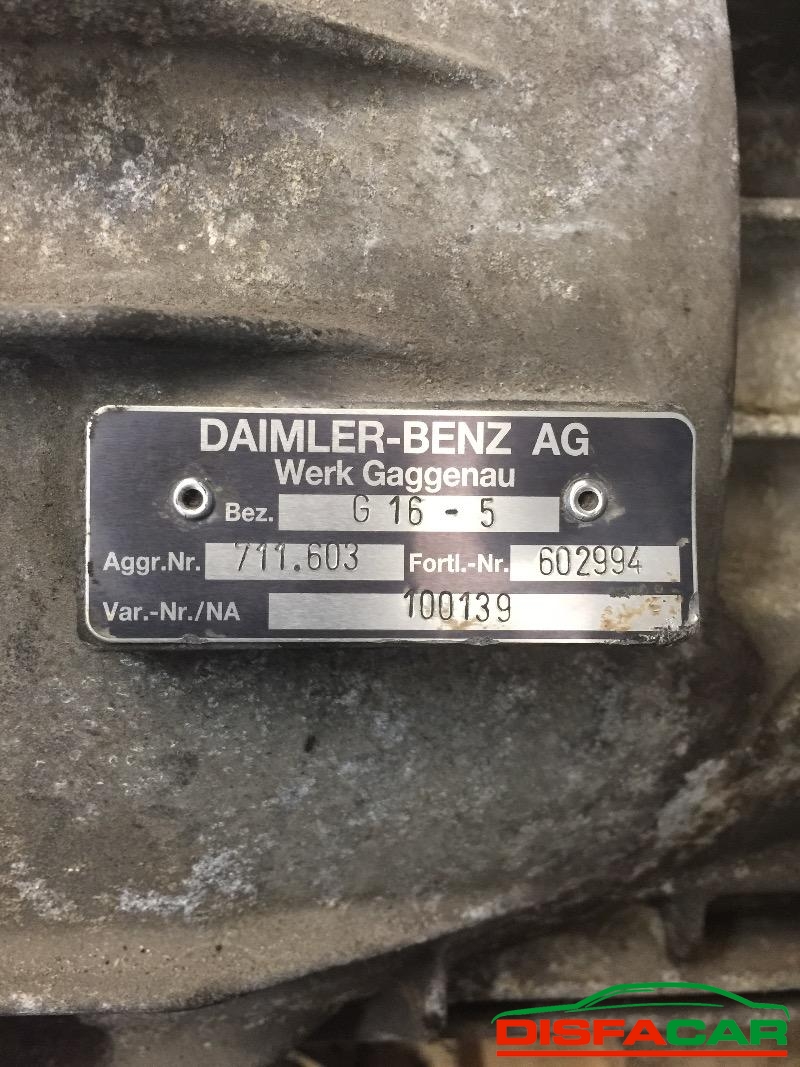 DAIMLER-BENZ AG
Werk Gaggenau
Bez. G 16 - 5
Aggr.Nr. 711.603 Fortl.-Nr. 602994
Var.-Nr./NA 100139
DISFACAR